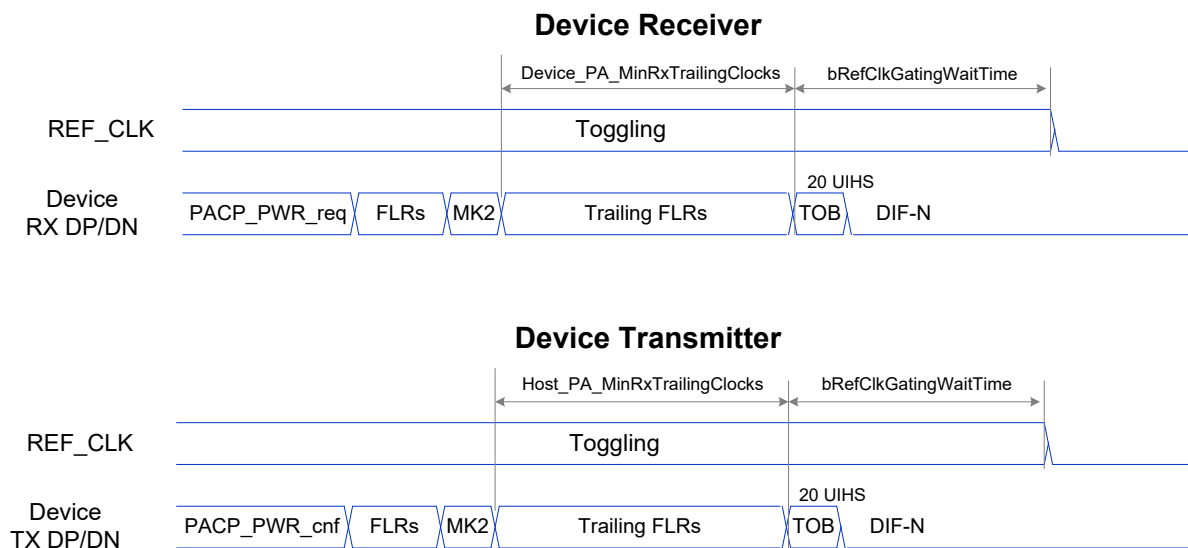 Device Receiver
Device_PA_MinRxTrailingClocks bRefClkGatingWaitTime
REF_CLK Toggling
20 UIHS
Device
RX DP/DN PACP_PWR_req FLRs MK2 Trailing FLRs TOB DIF-N
Device Transmitter
Host_PA_MinRxTrailingClocks bRefClkGatingWaitTime
REF_CLK Toggling
20 UIHS
Device
TX DP/DN PACP_PWR_cnf FLRs MK2 Trailing FLRs TOB DIF-N